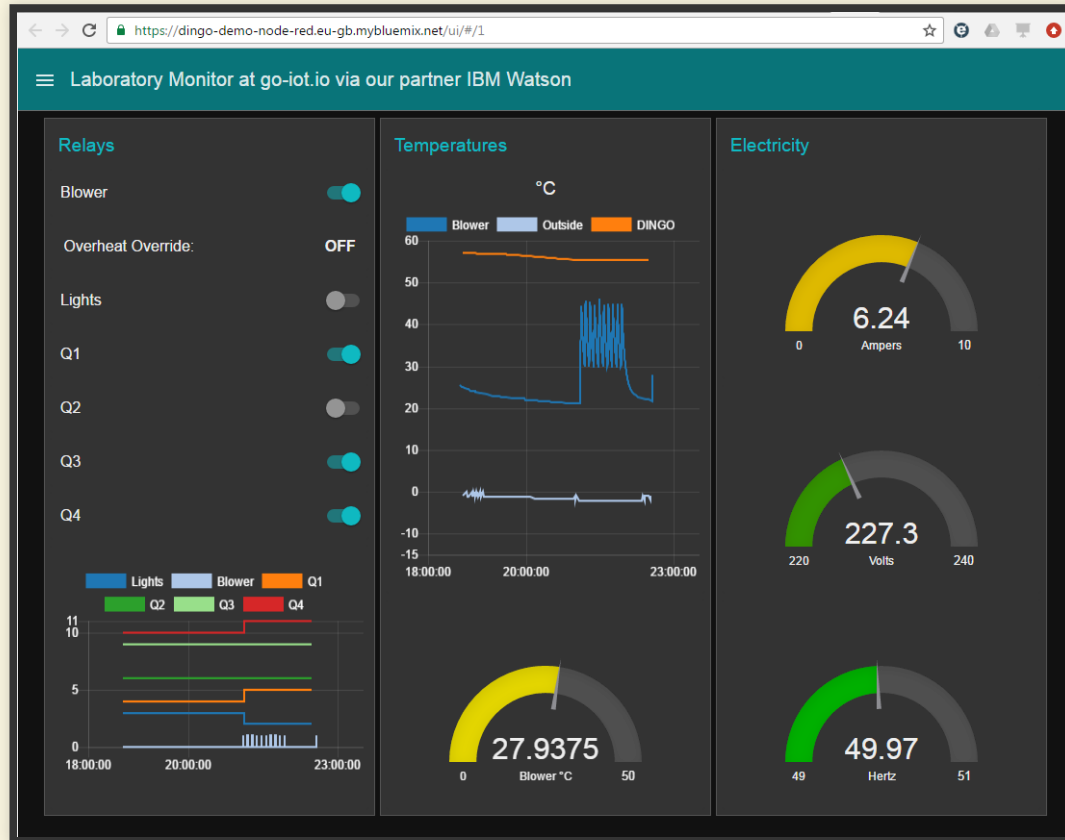 https://dingo-demo-node-red.eu-gb.mybluemix.net/ui/#/1
Laboratory Monitor at go-iot.io via our partner IBM Watson
Relays
Blower
Overheat Override: OFF
Lights
Q1
Q2
Q3
Q4
Lights Blower Q1
Q2 Q3 Q4
11
10
5
0
18:00:00 20:00:00 23:00:00
Temperatures
°C
Blower Outside DINGO
60
50
40
30
20
10
0
-10
-15
18:00:00 20:00:00 23:00:00
27.9375
0 Blower °C 50
Electricity
6.24
0 Ampers 10
227.3
220 Volts 240
49.97
49 Hertz 51